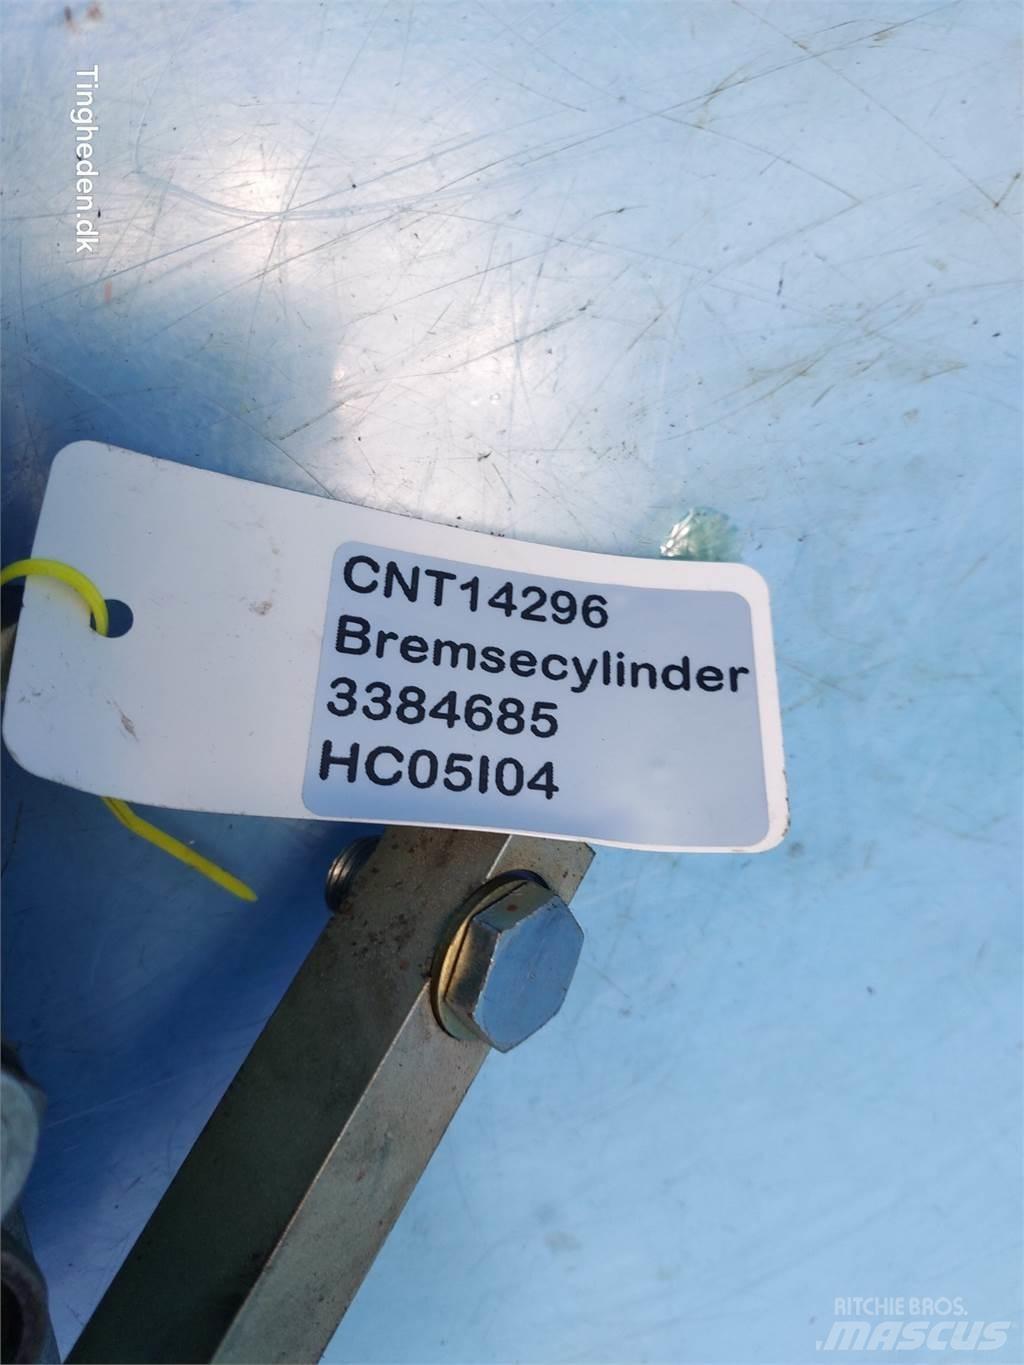 Tingheden.dk
CNT14296
Bremsecylinder
3384685
HC05I04
RITCHIE BROS.
MASCUS